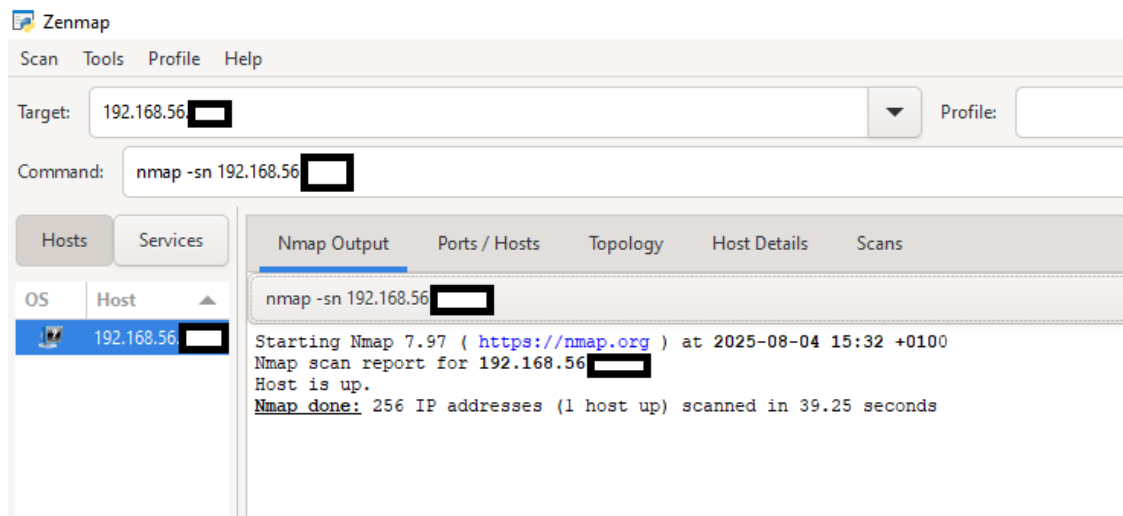 Zenmap
Scan Tools Profile Help
Target: 192.168.56. Profile:
Command: nmap -sn 192.168.56
Hosts Services
Nmap Output Ports / Hosts Topology Host Details Scans
OS Host
nmap -sn 192.168.56
192.168.56.
Starting Nmap 7.97 ( https://nmap.org ) at 2025-08-04 15:32 +0100
Nmap scan report for 192.168.56
Host is up.
Nmap done: 256 IP addresses (1 host up) scanned in 39.25 seconds